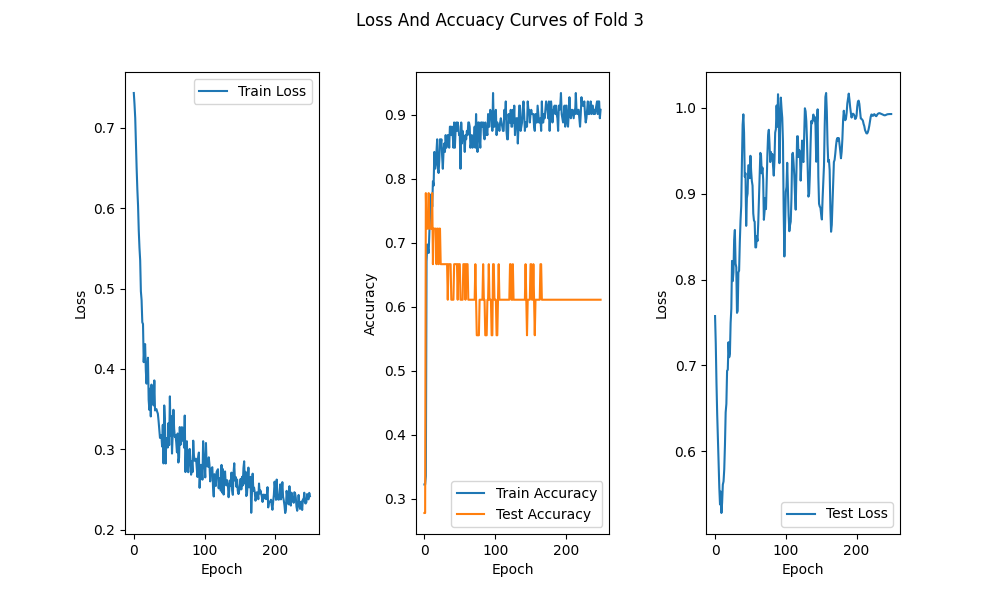 Loss And Accuacy Curves of Fold 3
Train Loss
0.7
0.6
0.5
0.4
0.3
0.2
0
100
200
Epoch
Loss
0.9
0.8
0.7
0.6
0.5
0.4
0.3
Train Accuracy
Test Accuracy
0
100
200
Epoch
Accuracy
1.0
0.9
0.8
0.7
0.6
Test Loss
0
100
200
Epoch
Loss